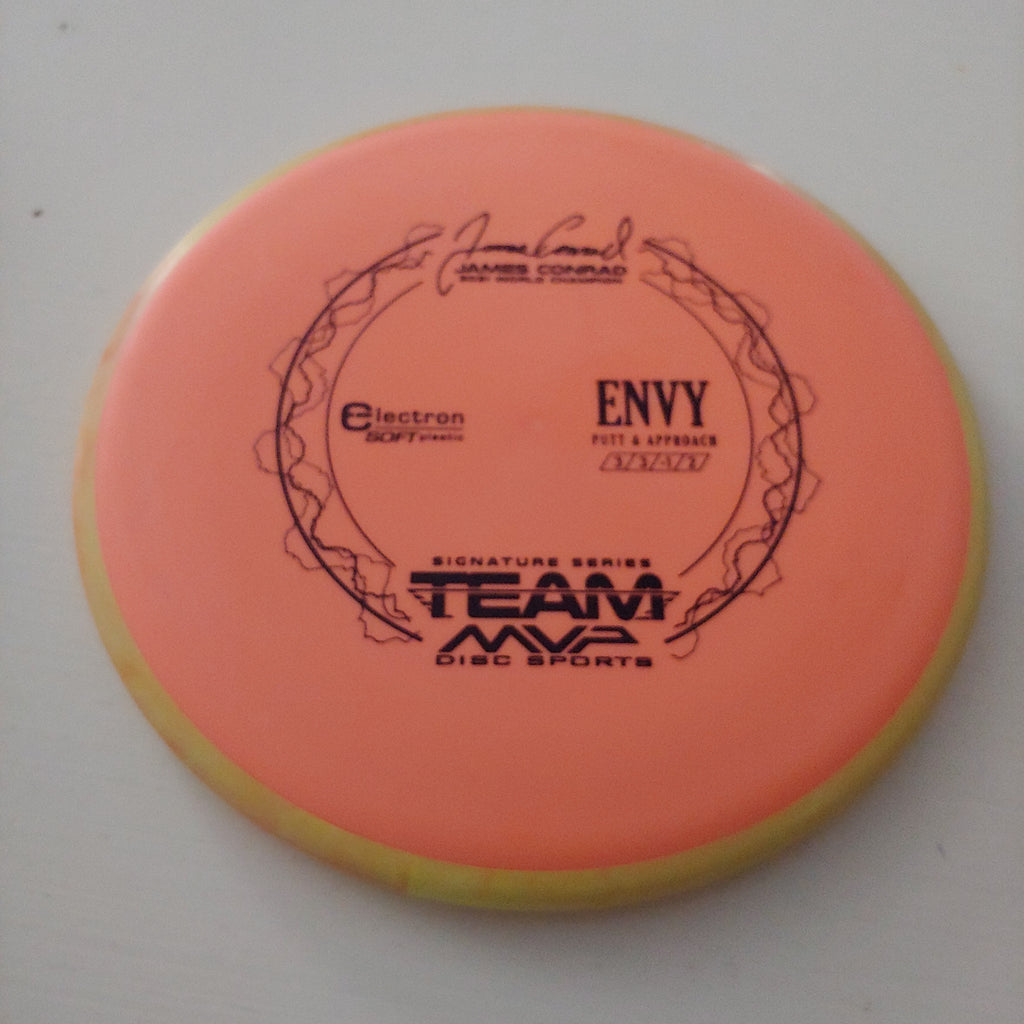 James Conrad
JAMES CONRAD
2021 WORLD CHAMPION
electron
SOFT plastic
ENVY
PUTT & APPROACH
SIGNATURE SERIES
TEAM
MVP
DISC SPORTS